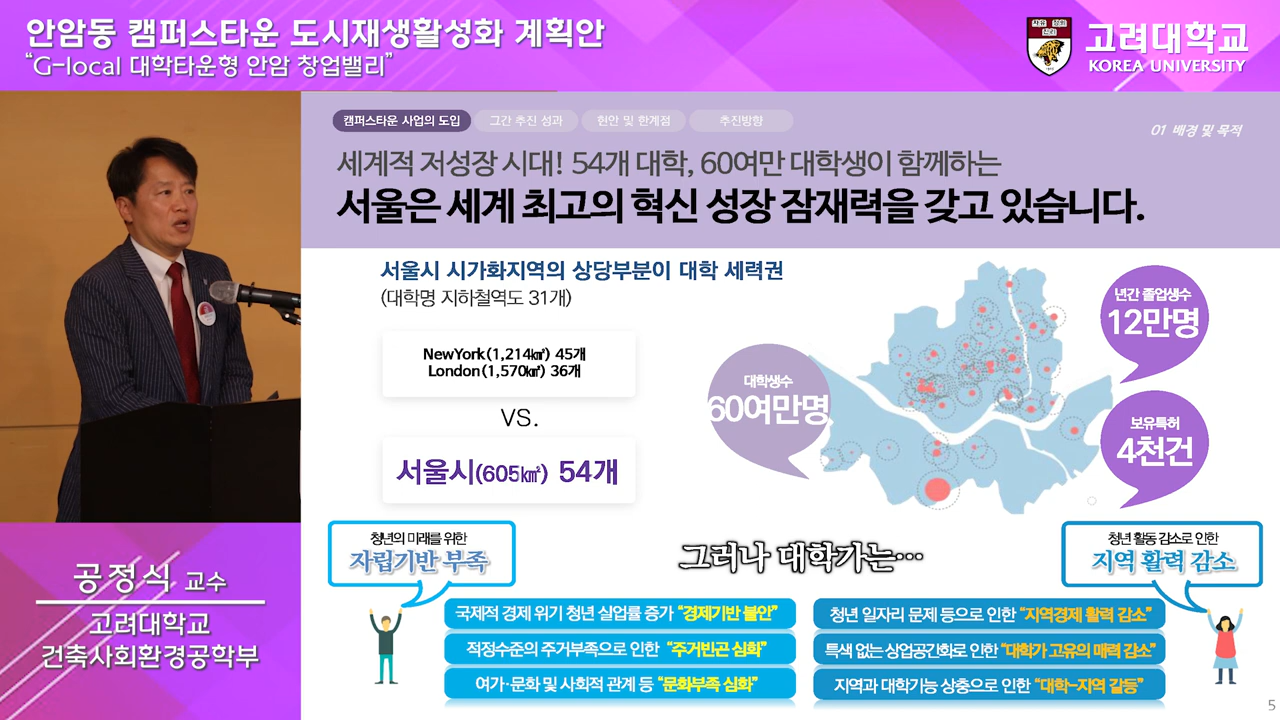 안암동 캠퍼스타운 도시재생활성화 계획안
“G-local 대학타운형 안암 창업밸리”
고려대학교
KOREA UNIVERSITY
캠퍼스타운 사업의 도입
그간 추진 성과
현안 및 한계점
추진방향
01 배경 및 목적
세계적 저성장 시대! 54개 대학, 60여만 대학생이 함께하는
서울은 세계 최고의 혁신 성장 잠재력을 갖고 있습니다.
서울시 시가화지역의 상당부분이 대학 세력권
(대학명 지하철역도 31개)
NewYork(1,214㎢) 45개
London(1,570㎢) 36개
VS.
서울시(605㎢) 54개
대학생수
60여만명
년간 졸업생수
12만명
보유특허
4천건
청년의 미래를 위한
자립기반 부족
그러나 대학가는…
청년 활동 감소로 인한
지역 활력 감소
국제적 경제 위기 청년 실업률 증가 “경제기반 불안”
적정수준의 주거부족으로 인한 “주거빈곤 심화”
여가·문화 및 사회적 관계 등 “문화부족 심화”
청년 일자리 문제 등으로 인한 “지역경제 활력 감소”
특색 없는 상업공간화로 인한 “대학가 고유의 매력 감소”
지역과 대학기능 상충으로 인한 “대학-지역 갈등”
공정식 교수
고려대학교
건축사회환경공학부
5